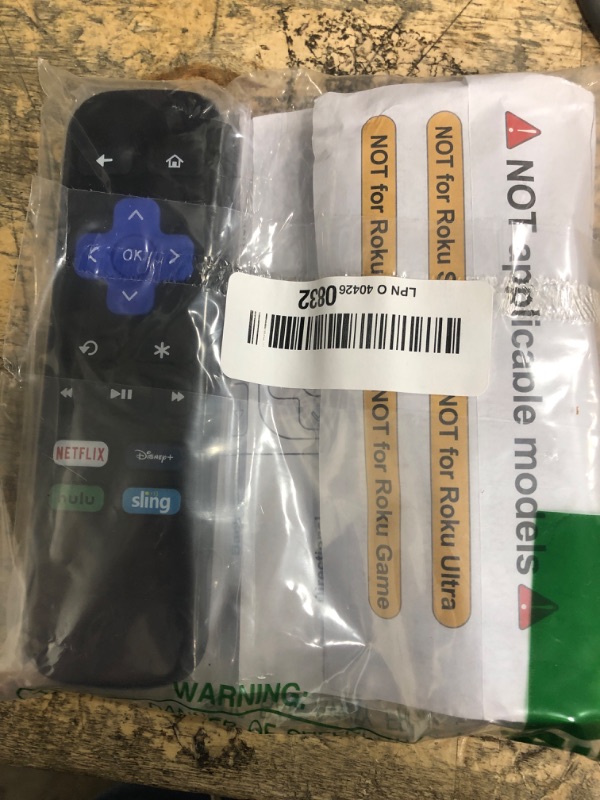 OK
NETFLIX
Disney+
hulu
sling
LPN O 40426 0832
NOT applicable models
NOT for Roku S
NOT for Roku Ultra
NOT for Roku
NOT for Roku Game
WARNING: